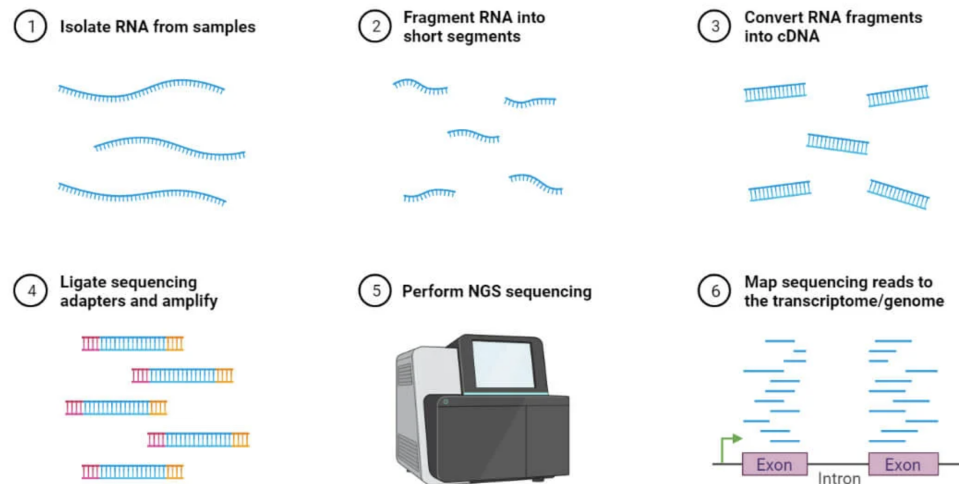 1 Isolate RNA from samples
2 Fragment RNA into
short segments
3 Convert RNA fragments
into cDNA
4 Ligate sequencing
adapters and amplify
5 Perform NGS sequencing
6 Map sequencing reads to
the transcriptome/genome
Exon
Exon
Intron